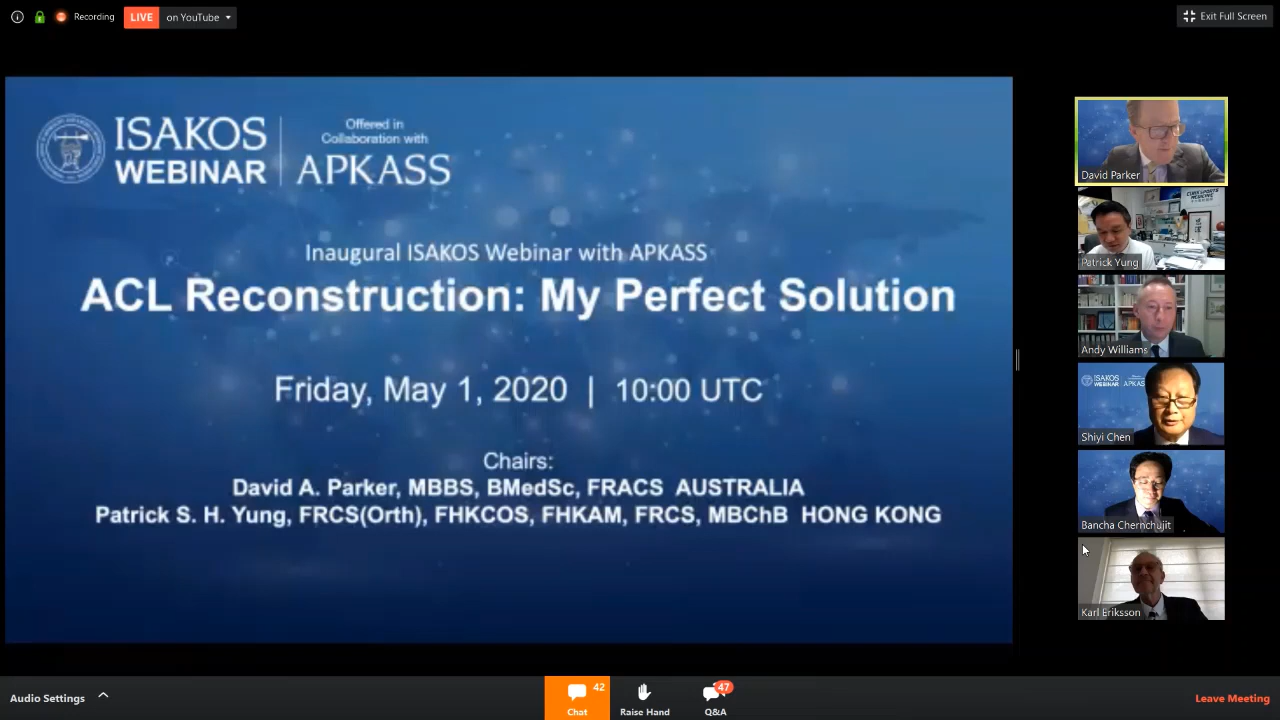 Recording
LIVE
on YouTube
Exit Full Screen
ISAKOS
WEBINAR
Offered in
Collaboration with
APKASS
Inaugural ISAKOS Webinar with APKASS
ACL Reconstruction My Perfect Solution
Friday, May 1, 2020 | 10:00 UTC
Chairs:
David A. Parker, MBBS, BMedSc, FRACS AUSTRALIA
Patrick S. H. Yung, FRCS(Orth), FHKCOS, FHKAM, FRCS, MBChB HONG KONG
David Parker
Patrick Yung
Andy Williams
ISAKOS
WEBINAR
Shiyi Chen
Bancha Chernchujit
Karl Eriksson
Audio Settings
42
Chat
Raise Hand
47
Q&A
Leave Meeting